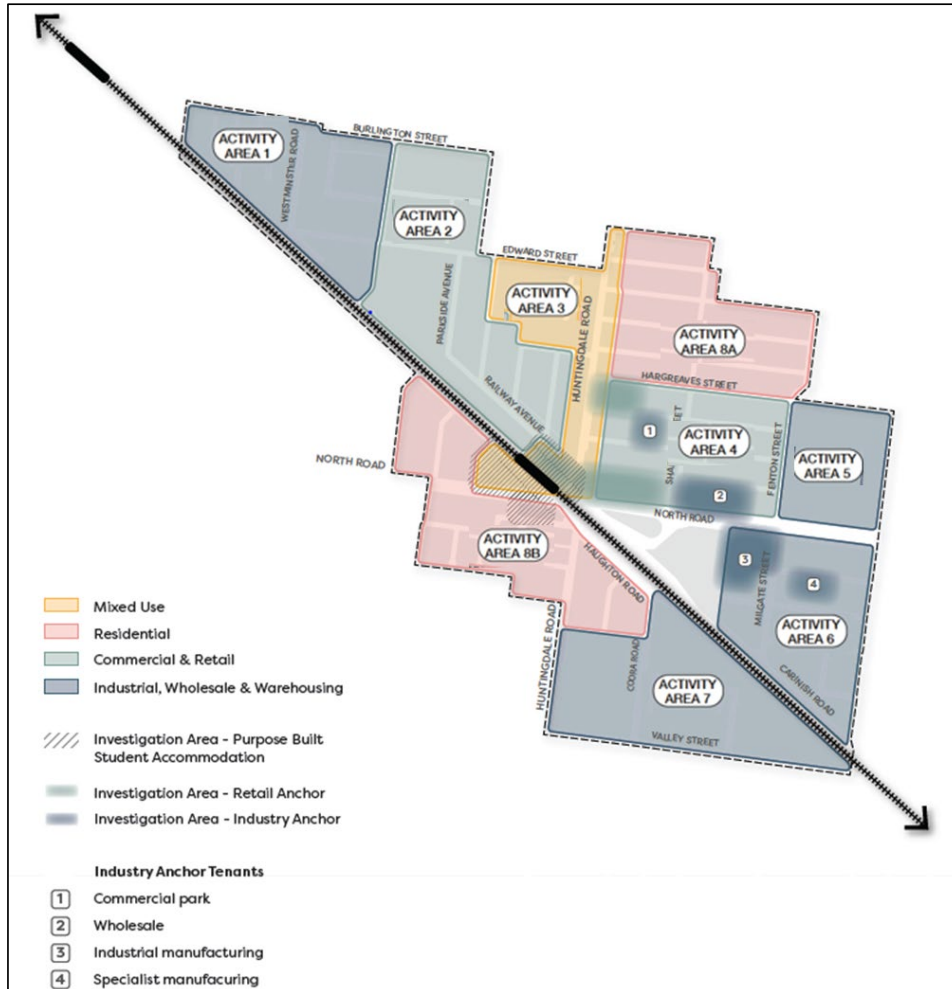 BURLINGTON STREET
ACTIVITY
AREA 1
WESTMINSTER ROAD
ACTIVITY
AREA 2
PARKSIDE AVENUE
EDWARD STREET
ACTIVITY
AREA 3
HUNTINGDALE ROAD
ACTIVITY
AREA 8A
HARGREAVES STREET
RAILWAY AVENUE
1
EET
SHA
ACTIVITY
AREA 4
FENTON STREET
ACTIVITY
AREA 5
NORTH ROAD
2
NORTH ROAD
ACTIVITY
AREA 8B
HAUGHTON ROAD
3
MILGATE STREET
4
ACTIVITY
AREA 6
CARINISH ROAD
HUNTINGDALE ROAD
COORA ROAD
ACTIVITY
AREA 7
VALLEY STREET
Mixed Use
Residential
Commercial & Retail
Industrial, Wholesale & Warehousing
Investigation Area - Purpose Built
Student Accommodation
Investigation Area - Retail Anchor
Investigation Area - Industry Anchor
Industry Anchor Tenants
1 Commercial park
2 Wholesale
3 Industrial manufacturing
4 Specialist manufacuring